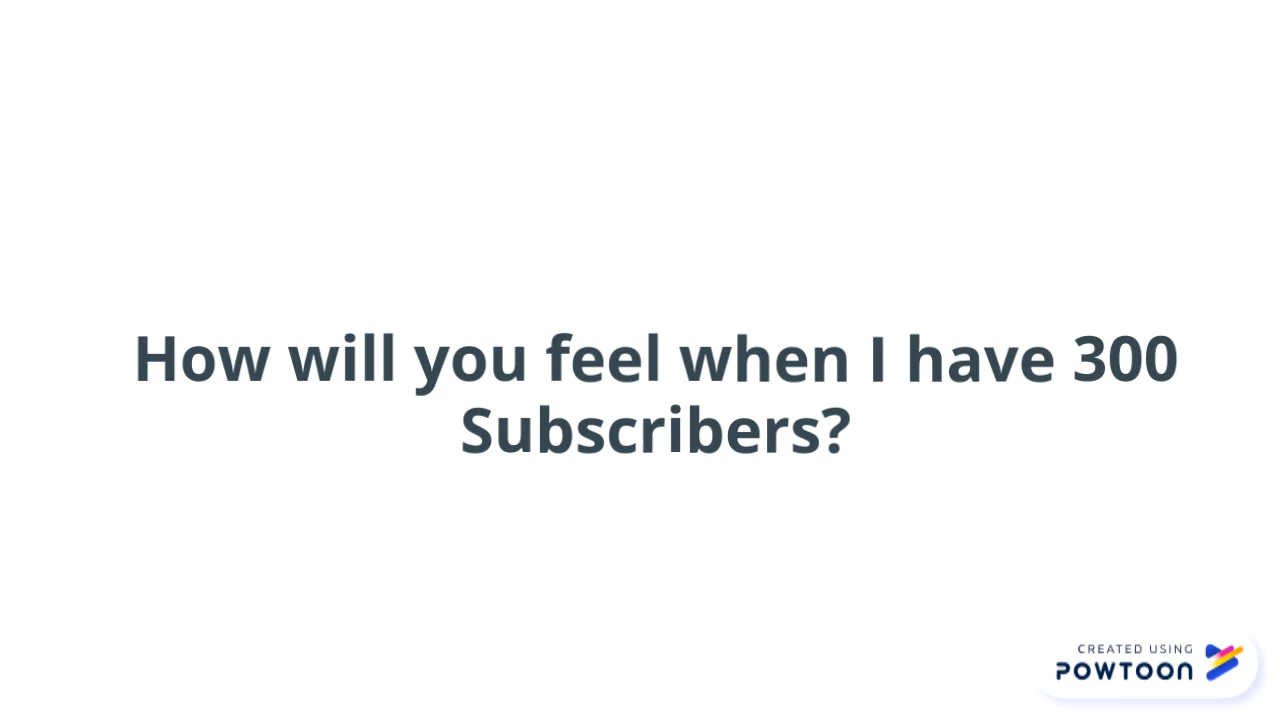 How will you feel when I have 300
Subscribers?
CREATED USING
POWTOON